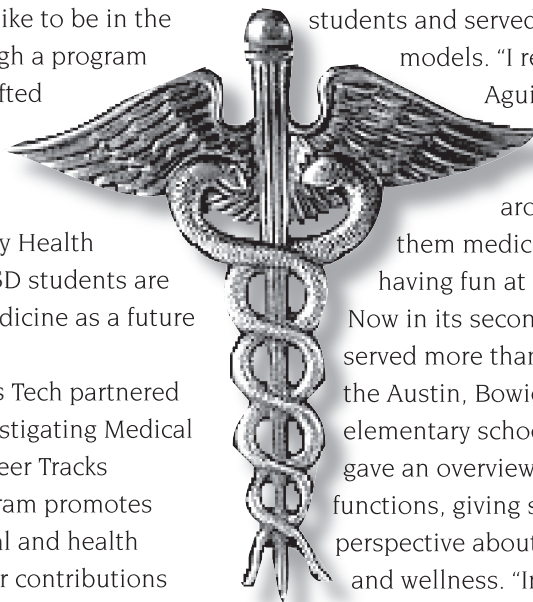 ike to be in the
gh a program
fted
y Health
SD students are
dicine as a future
s Tech partnered
stigating Medical
eer Tracks
ram promotes
al and health
r contributions
students and served
models. “I re
Agui
aro
them medic
having fun at
Now in its secon
served more than
the Austin, Bowie
elementary schoo
gave an overview
functions, giving s
perspective about
and wellness. “In